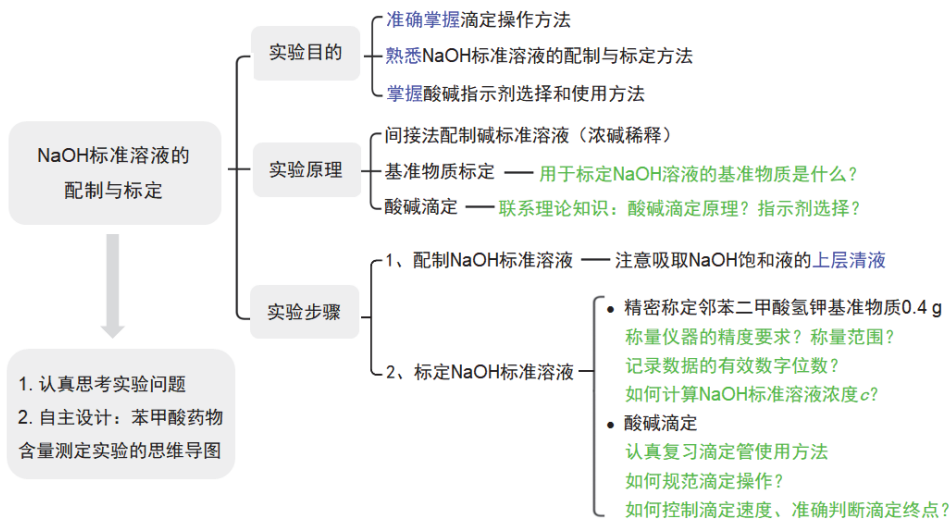 NaOH标准溶液的
配制与标定
1. 认真思考实验问题
2. 自主设计：苯甲酸药物
含量测定实验的思维导图
实验目的
准确掌握滴定操作方法
熟悉NaOH标准溶液的配制与标定方法
掌握酸碱指示剂选择和使用方法
实验原理
间接法配制碱标准溶液（浓碱稀释）
基准物质标定
用于标定NaOH溶液的基准物质是什么？
酸碱滴定
联系理论知识：酸碱滴定原理？指示剂选择？
实验步骤
1、配制NaOH标准溶液
注意吸取NaOH饱和液的上层清液
2、标定NaOH标准溶液
• 精密称定邻苯二甲酸氢钾基准物质0.4 g
称量仪器的精度要求？称量范围？
记录数据的有效数字位数？
如何计算NaOH标准溶液浓度c？
• 酸碱滴定
认真复习滴定管使用方法
如何规范滴定操作？
如何控制滴定速度、准确判断滴定终点？